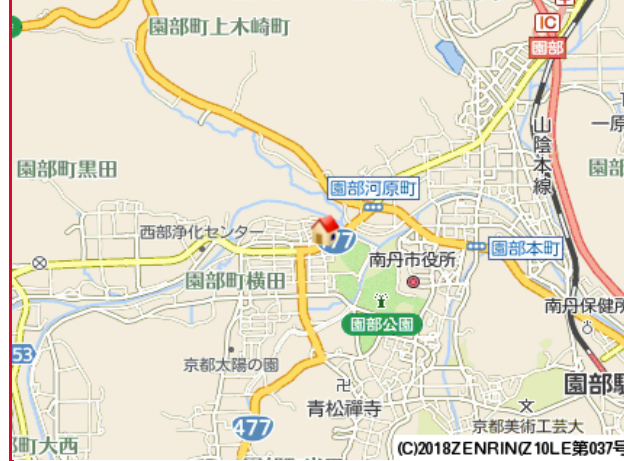 園部町上木崎町
IC
園部
山陰本線
一原
園部町黒田
園部
園部河原町
西部浄化センター
477
園部本町
南丹市役所
園部町横田
南丹保健所
園部公園
53
京都太陽の園
園部駅
青松禪寺
477
京都美術工芸大
部町大西
(C)2018ZENRIN(Z10LE第037号